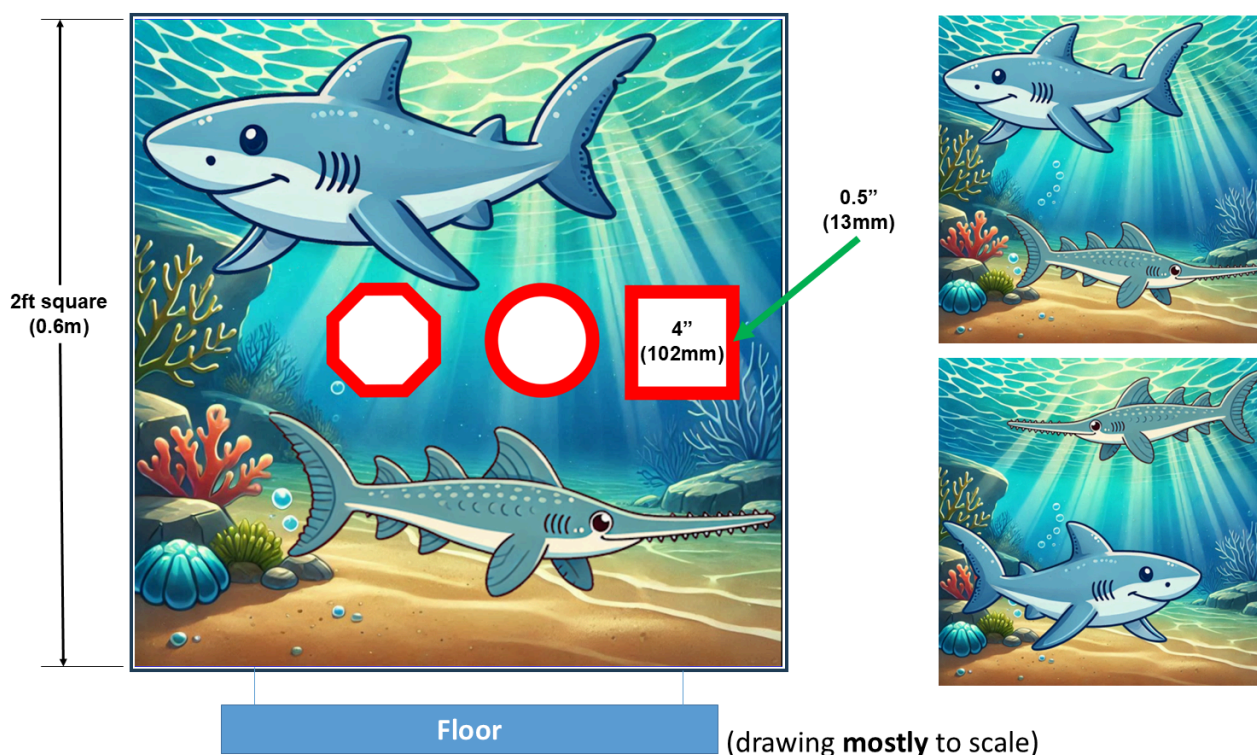 2ft square
(0.6m)
4”
(102mm)
0.5”
(13mm)
Floor
(drawing mostly to scale)